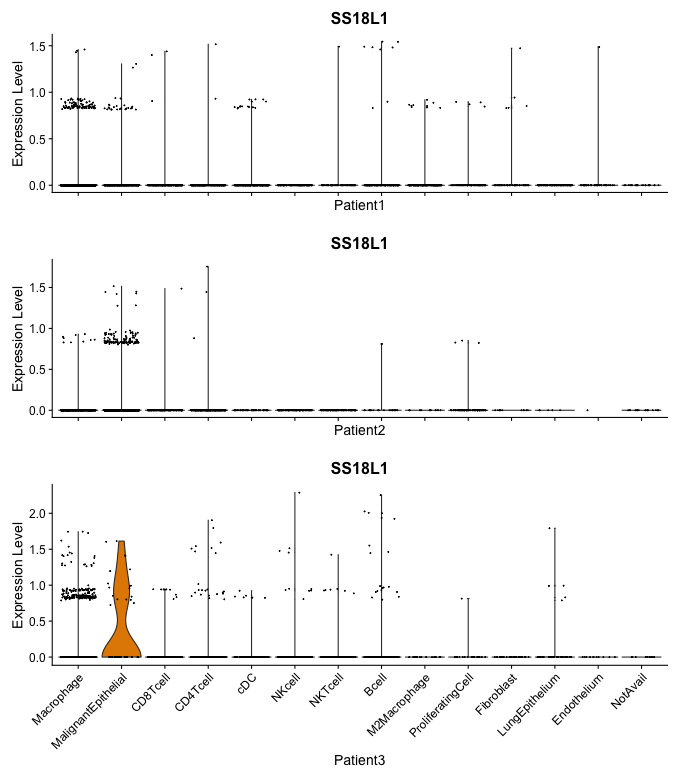 SS18L1
Expression Level
1.5
1.0
0.5
0.0
Patient1
SS18L1
Expression Level
1.5
1.0
0.5
0.0
Patient2
SS18L1
Expression Level
2.0
1.5
1.0
0.5
0.0
Macrophage
MalignantEpithelial
CD8Tcell
CD4Tcell
cDC
NKcell
NKTcell
Bcell
M2Macrophage
ProliferatingCell
Fibroblast
LungEpithelium
Endothelium
NotAvail
Patient3